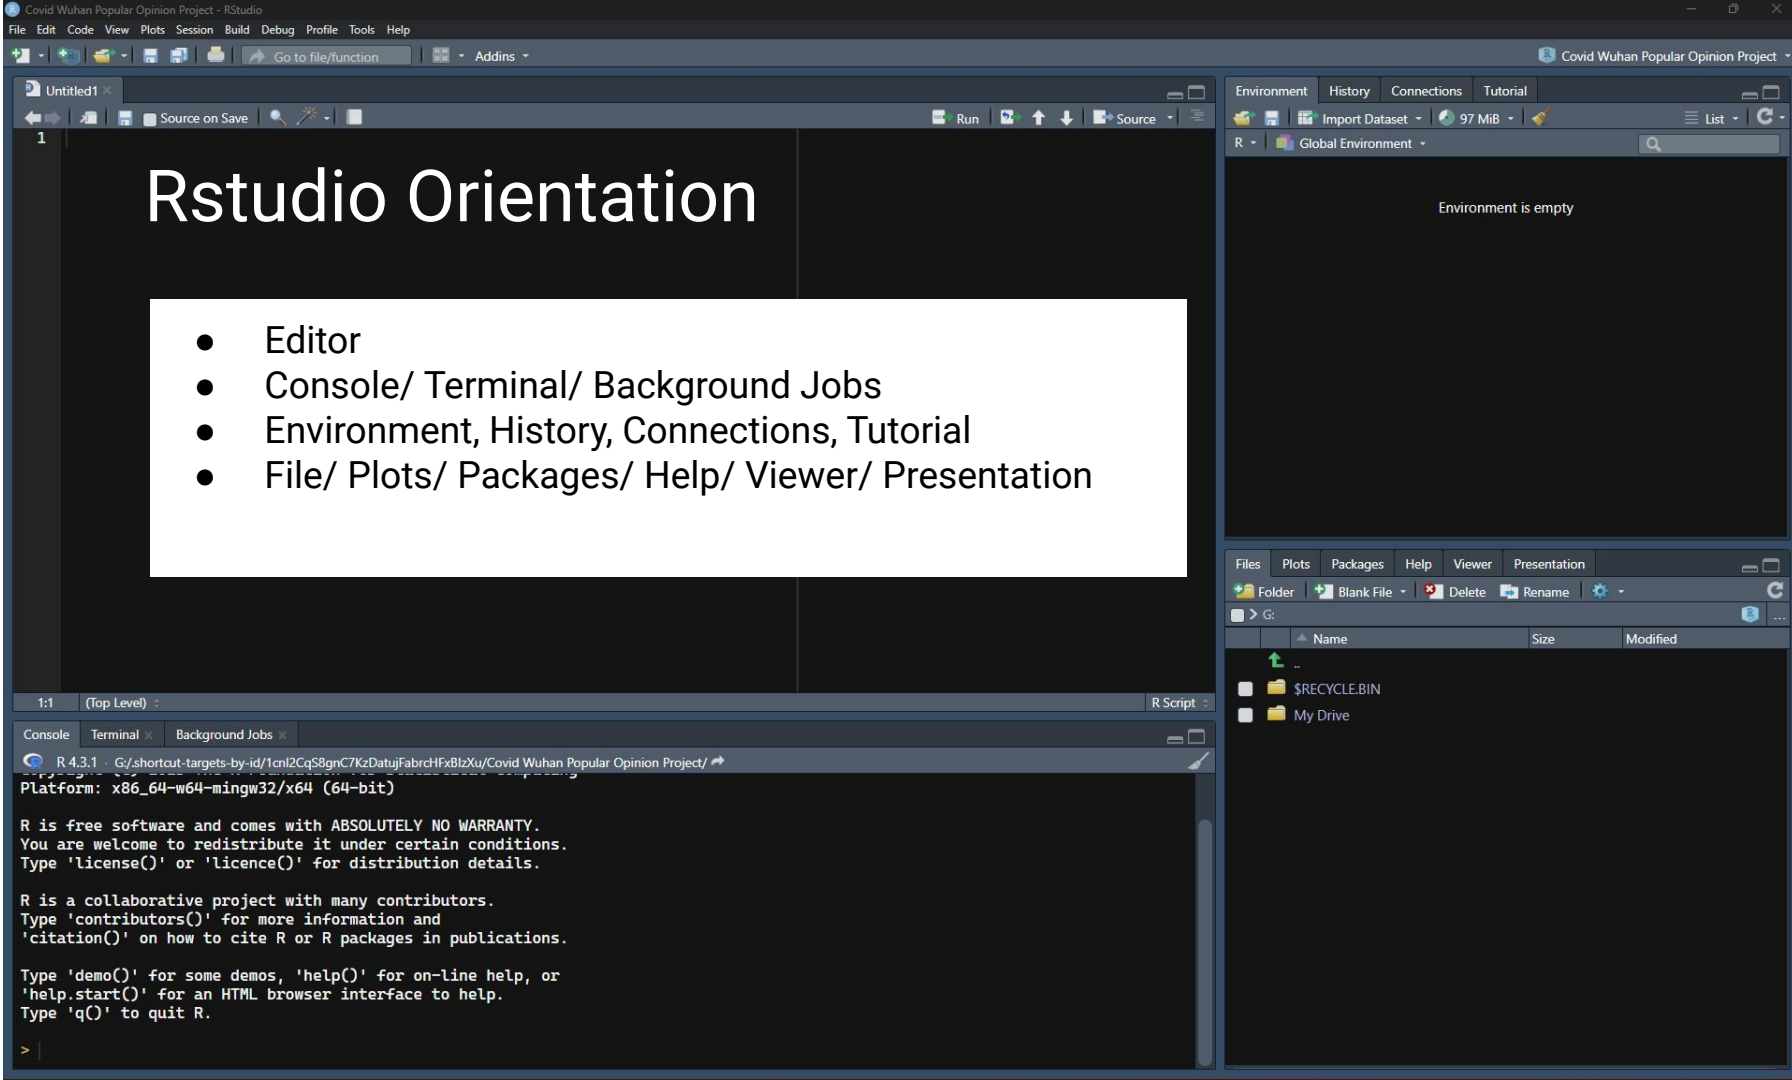 Covid Wuhan Popular Opinion Project - RStudio
File Edit Code View Plots Session Build Debug Profile Tools Help
Go to file/function Addins
Covid Wuhan Popular Opinion Project
Untitled1
Source on Save Run Source
1
Rstudio Orientation
● Editor
● Console/ Terminal/ Background Jobs
● Environment, History, Connections, Tutorial
● File/ Plots/ Packages/ Help/ Viewer/ Presentation
1:1 (Top Level) R Script
Console Terminal Background Jobs
R 4.3.1 · G:/.shortcut-targets-by-id/1cnI2CqS8gnC7KzDatujFabrcHFxBIzXu/Covid Wuhan Popular Opinion Project/
Platform: x86_64-w64-mingw32/x64 (64-bit)
R is free software and comes with ABSOLUTELY NO WARRANTY.
You are welcome to redistribute it under certain conditions.
Type 'license()' or 'licence()' for distribution details.
R is a collaborative project with many contributors.
Type 'contributors()' for more information and
'citation()' on how to cite R or R packages in publications.
Type 'demo()' for some demos, 'help()' for on-line help, or
'help.start()' for an HTML browser interface to help.
Type 'q()' to quit R.
>
Environment History Connections Tutorial
Import Dataset 97 MiB List
R Global Environment
Environment is empty
Files Plots Packages Help Viewer Presentation
Folder Blank File Delete Rename
G: ...
Name Size Modified
..
$RECYCLE.BIN
My Drive